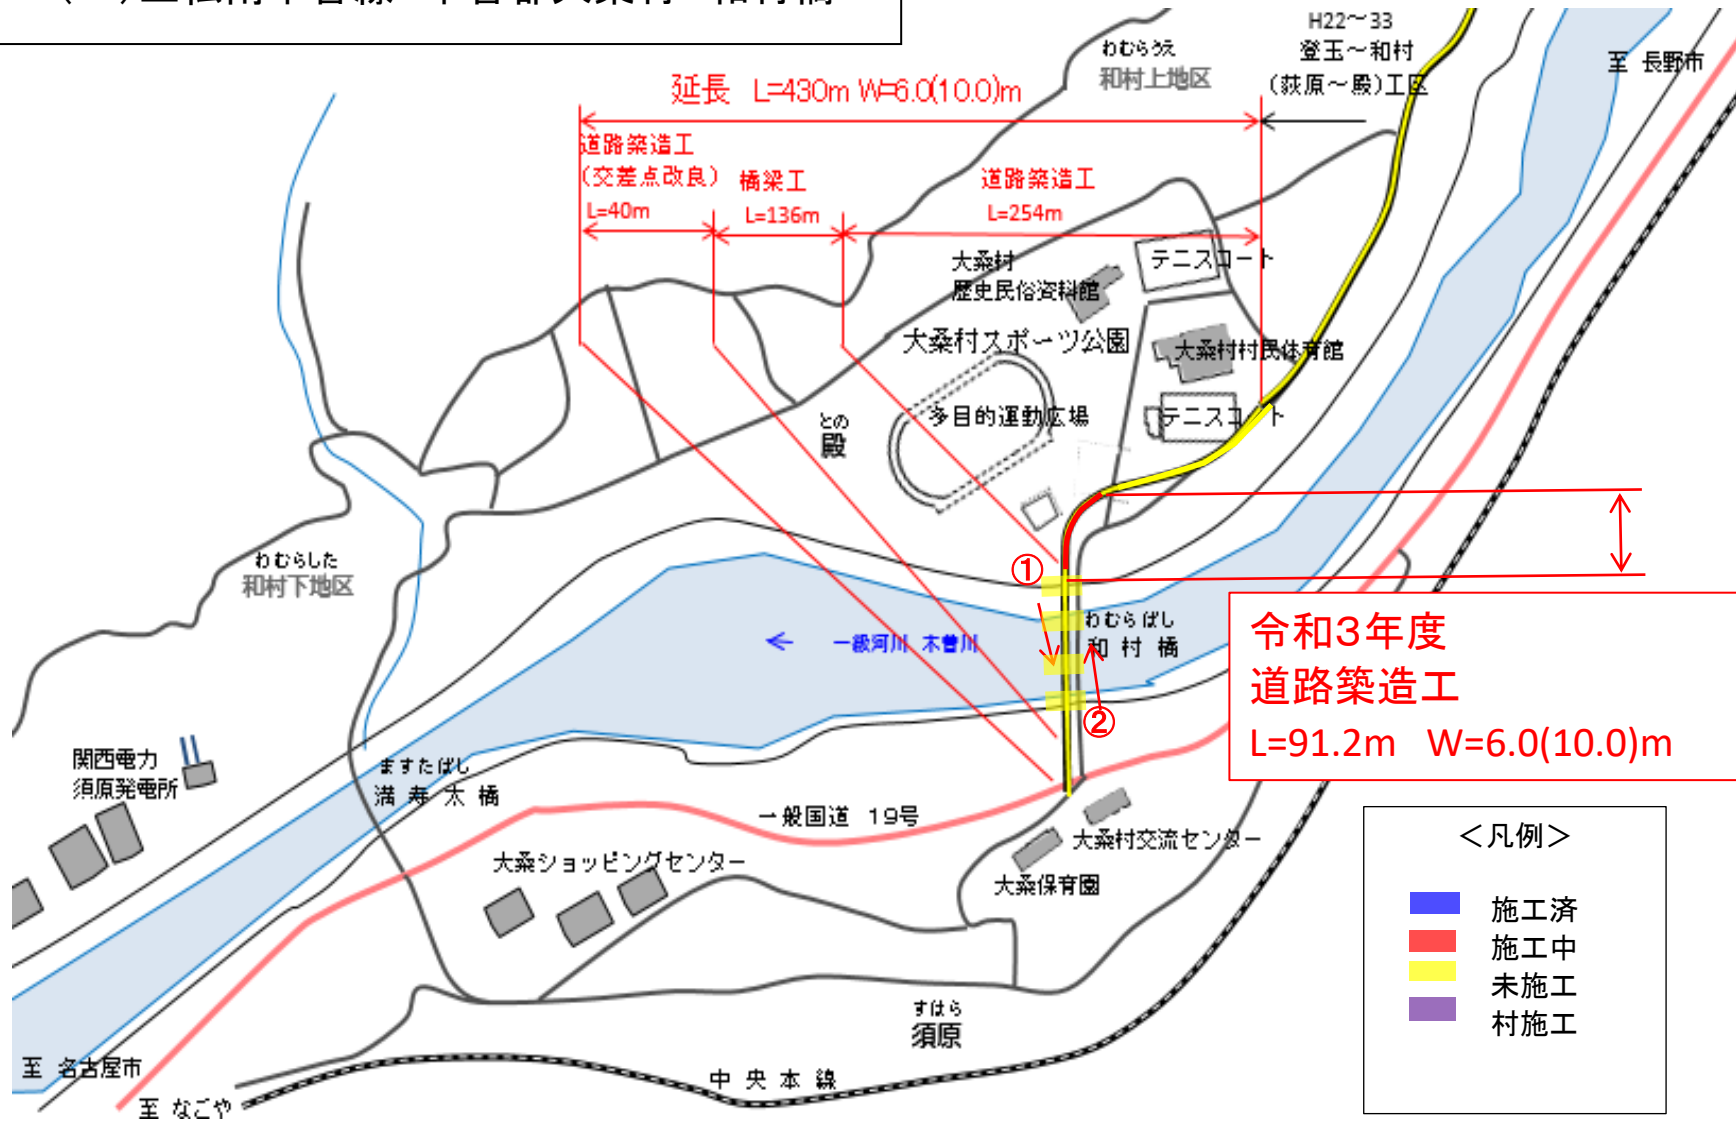 H22～33
登玉～和村
(荻原～殿)工区
わむらうえ
和村上地区
至 長野市
延長 L=430m W=6.0(10.0)m
道路築造工
(交差点改良)
L=40m
橋梁工
L=136m
道路築造工
L=254m
大桑村
歴史民俗資料館
テニスコート
大桑村スポーツ公園
大桑村村民体育館
多目的運動広場
テニスコート
との
殿
わむらした
和村下地区
①
← 一級河川 木曽川
わむらばし
和村橋
②
令和3年度
道路築造工
L=91.2m W=6.0(10.0)m
関西電力
須原発電所
ますたばし
満寿太橋
一般国道 19号
大桑村交流センター
大桑ショッピングセンター
大桑保育園
＜凡例＞
施工済
施工中
未施工
村施工
すはら
須原
至 名古屋市
中央本線
至 なごや